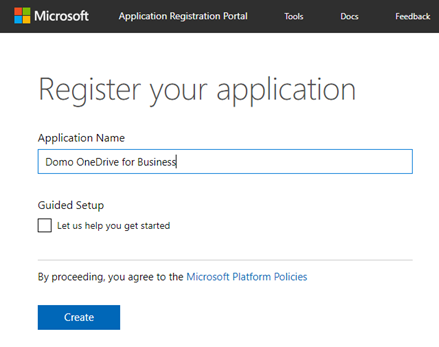 Microsoft Application Registration Portal Tools Docs Feedback
Register your application
Application Name
Domo OneDrive for Business
Guided Setup
Let us help you get started
By proceeding, you agree to the Microsoft Platform Policies
Create